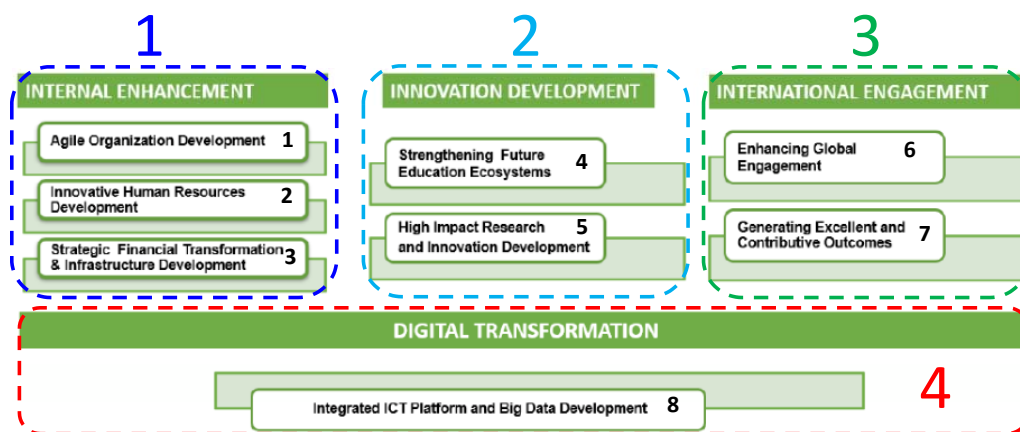 1
2
3
INTERNAL ENHANCEMENT
Agile Organization Development 1
Innovative Human Resources
Development 2
Strategic Financial Transformation
& Infrastructure Development 3
INNOVATION DEVELOPMENT
Strengthening Future
Education Ecosystems 4
High Impact Research
and Innovation Development 5
INTERNATIONAL ENGAGEMENT
Enhancing Global
Engagement 6
Generating Excellent and
Contributive Outcomes 7
DIGITAL TRANSFORMATION
4
Integrated ICT Platform and Big Data Development 8